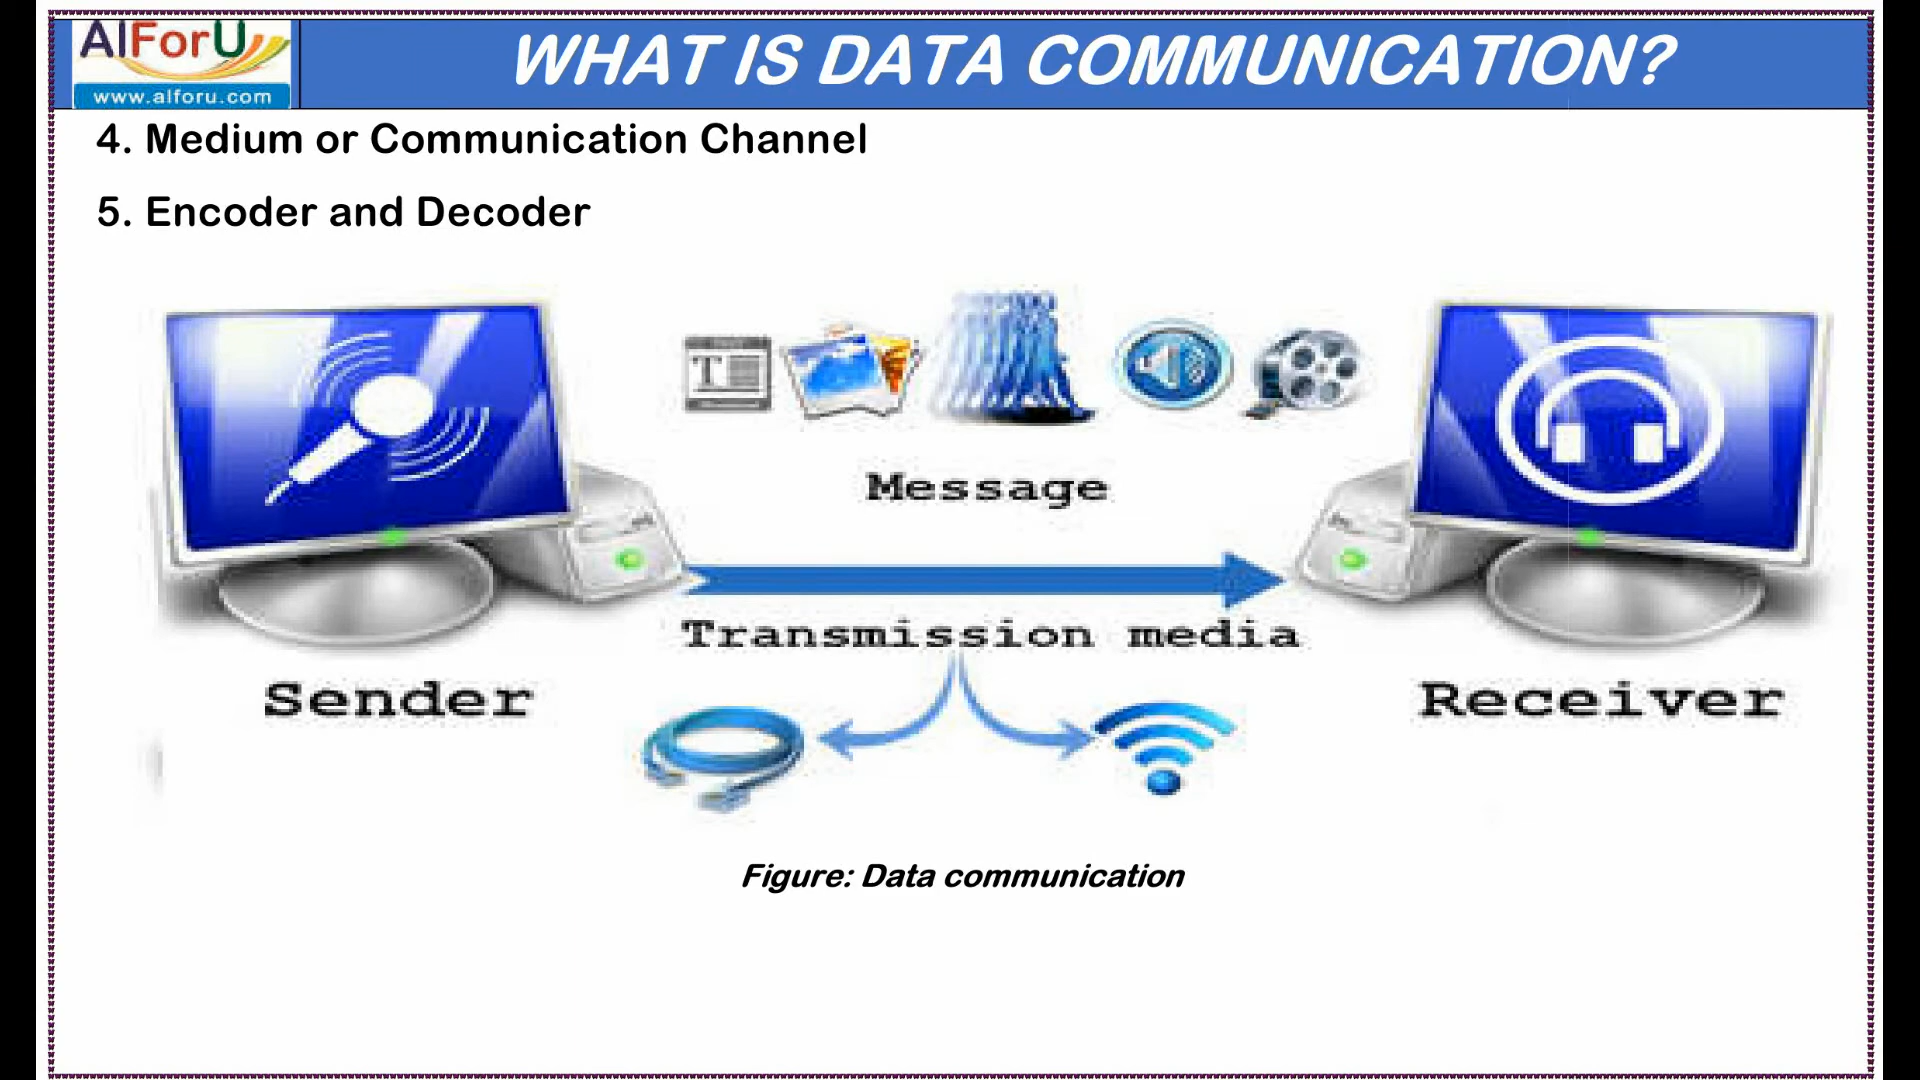 AIForU
www.alforu.com
WHAT IS DATA COMMUNICATION?
4. Medium or Communication Channel
5. Encoder and Decoder
T
Message
Transmission media
Sender
Receiver
Figure: Data communication